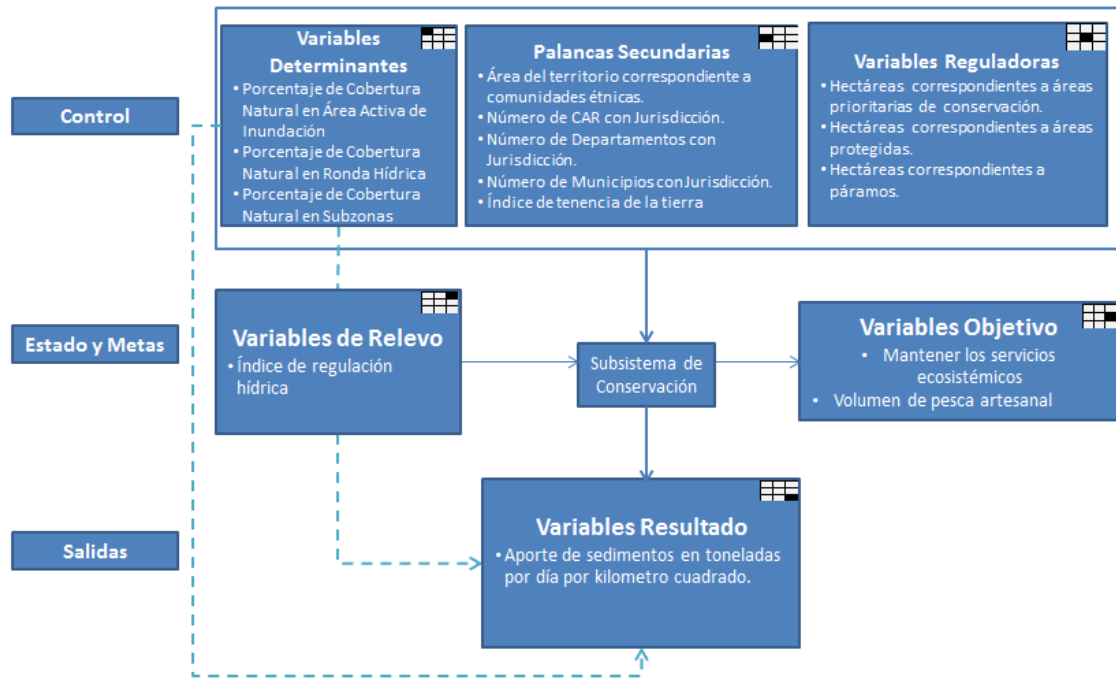 Variables
Determinantes
• Porcentaje de Cobertura
Natural en Área Activa de
Inundación
• Porcentaje de Cobertura
Natural en Ronda Hídrica
• Porcentaje de Cobertura
Natural en Subzonas
Palancas Secundarias
• Área del territorio correspondiente a
comunidades étnicas.
• Número de CAR con Jurisdicción.
• Número de Departamentos con
Jurisdicción.
• Número de Municipios con Jurisdicción.
• Índice de tenencia de la tierra
Variables Reguladoras
• Hectáreas correspondientes a áreas
prioritarias de conservación.
• Hectáreas correspondientes a áreas
protegidas.
• Hectáreas correspondientes a
páramos.
Control
Estado y Metas
Variables de Relevo
• Índice de regulación
hídrica
Subsistema de
Conservación
Variables Objetivo
• Mantener los servicios
ecosistémicos
• Volumen de pesca artesanal
Salidas
Variables Resultado
• Aporte de sedimentos en toneladas
por día por kilometro cuadrado.